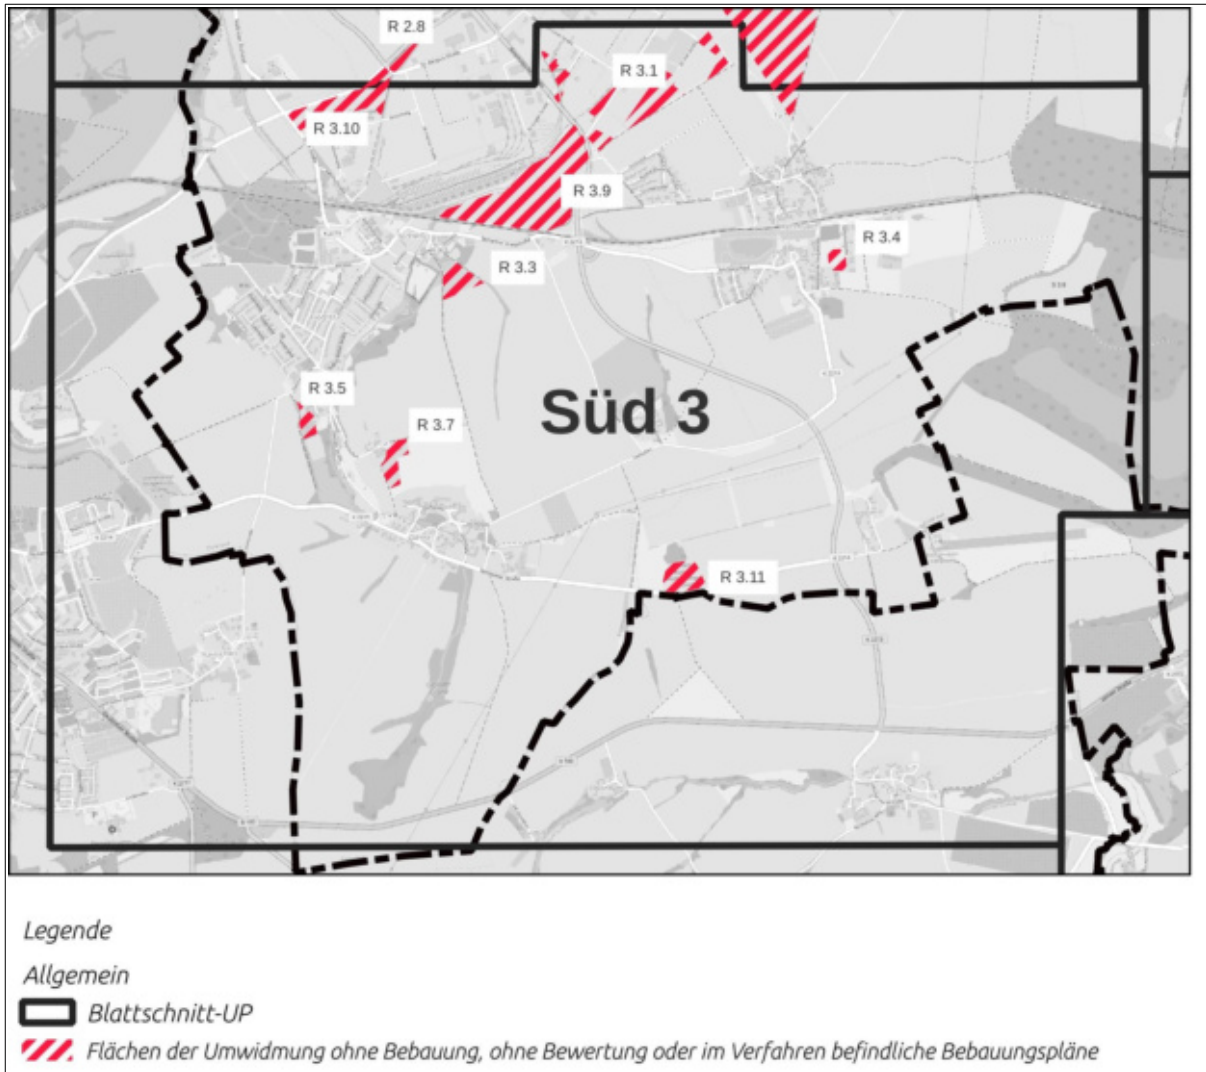 R 2.8
R 3.1
R 3.10
R 3.9
R 3.4
R 3.3
R 3.5
R 3.7
Süd 3
R 3.11
Legende
Allgemein
Blattschnitt-UP
Flächen der Umwidmung ohne Bebauung, ohne Bewertung oder im Verfahren befindliche Bebauungspläne